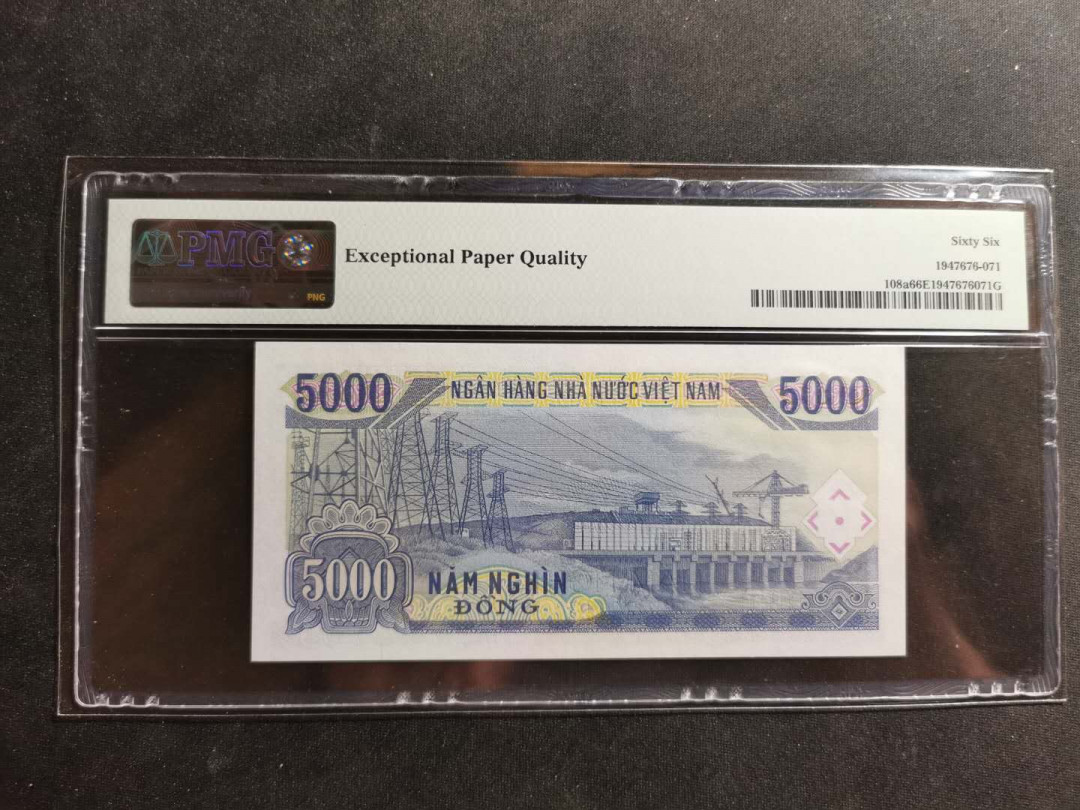 PMG
PNG
Exceptional Paper Quality
Sixty Six
1947676-071
108a66E1947676071G
5000
NGÂN HÀNG NHÀ NƯỚC VIỆT NAM
5000
5000
NĂM NGHÌN
ĐỒNG